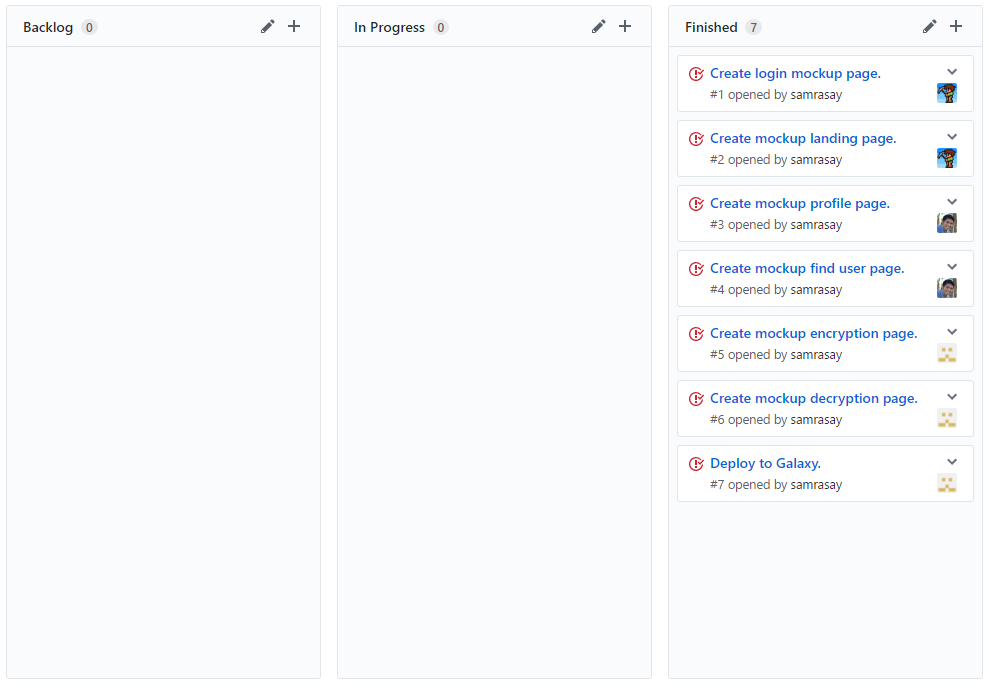 Backlog 0
In Progress 0
Finished 7
Create login mockup page.
#1 opened by samrasay
Create mockup landing page.
#2 opened by samrasay
Create mockup profile page.
#3 opened by samrasay
Create mockup find user page.
#4 opened by samrasay
Create mockup encryption page.
#5 opened by samrasay
Create mockup decryption page.
#6 opened by samrasay
Deploy to Galaxy.
#7 opened by samrasay